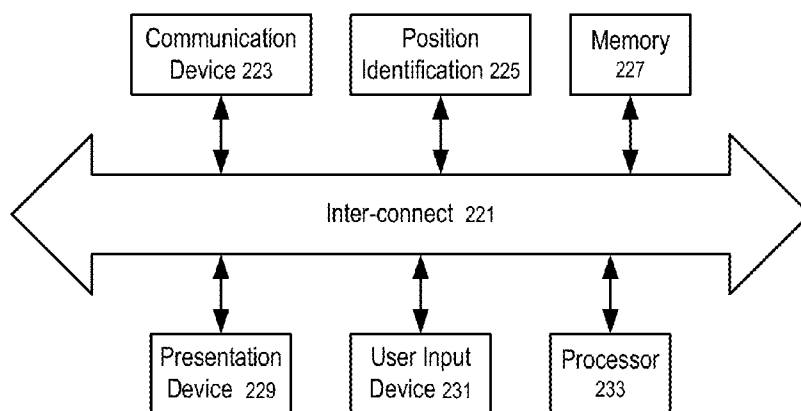 Communication
Device 223
Position
Identification 225
Memory
227
Inter-connect 221
Presentation
Device 229
User Input
Device 231
Processor
233